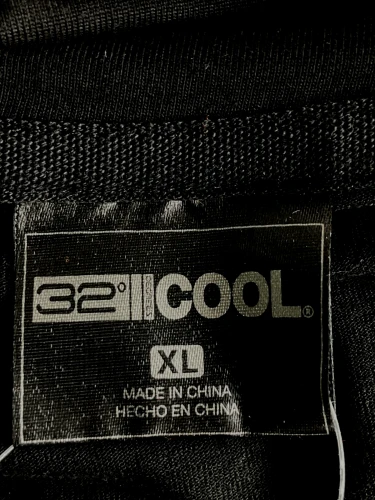 32° COOL®
XL
MADE IN CHINA
HECHO EN CHINA